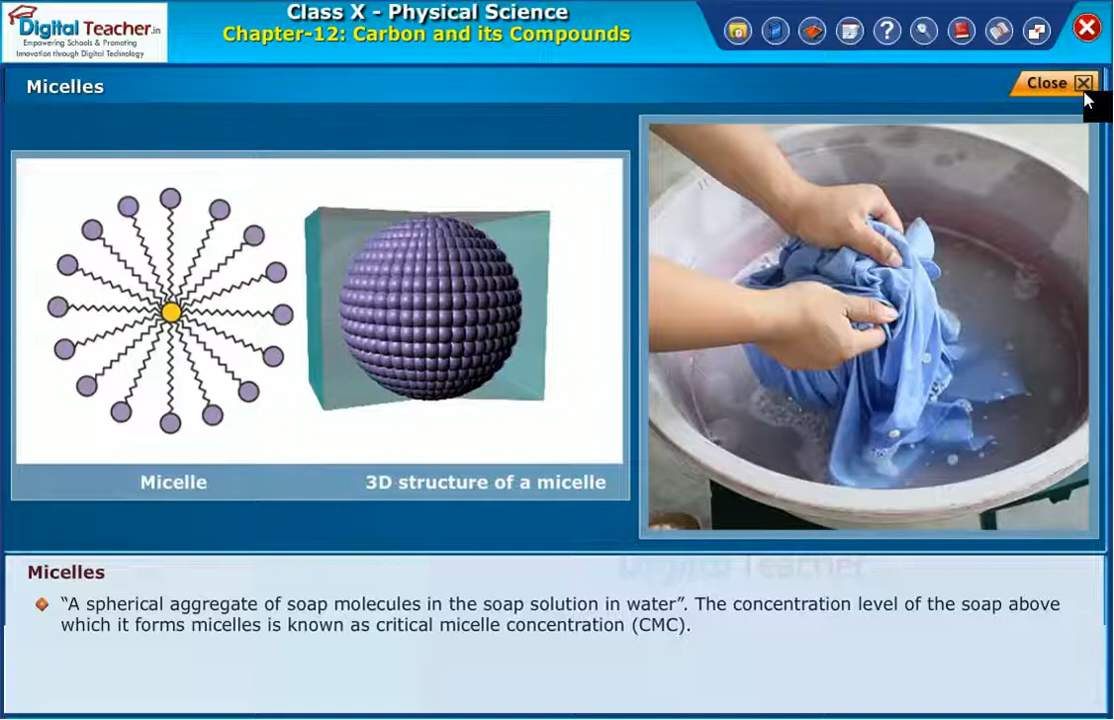 Digital Teacher.in
Empowering Schools & Promoting
Innovation through Digital Technology
Class X - Physical Science
Chapter-12: Carbon and its Compounds
?
Micelles
Close
Micelle
3D structure of a micelle
Digital Teacher
Micelles
“A spherical aggregate of soap molecules in the soap solution in water”. The concentration level of the soap above
which it forms micelles is known as critical micelle concentration (CMC).